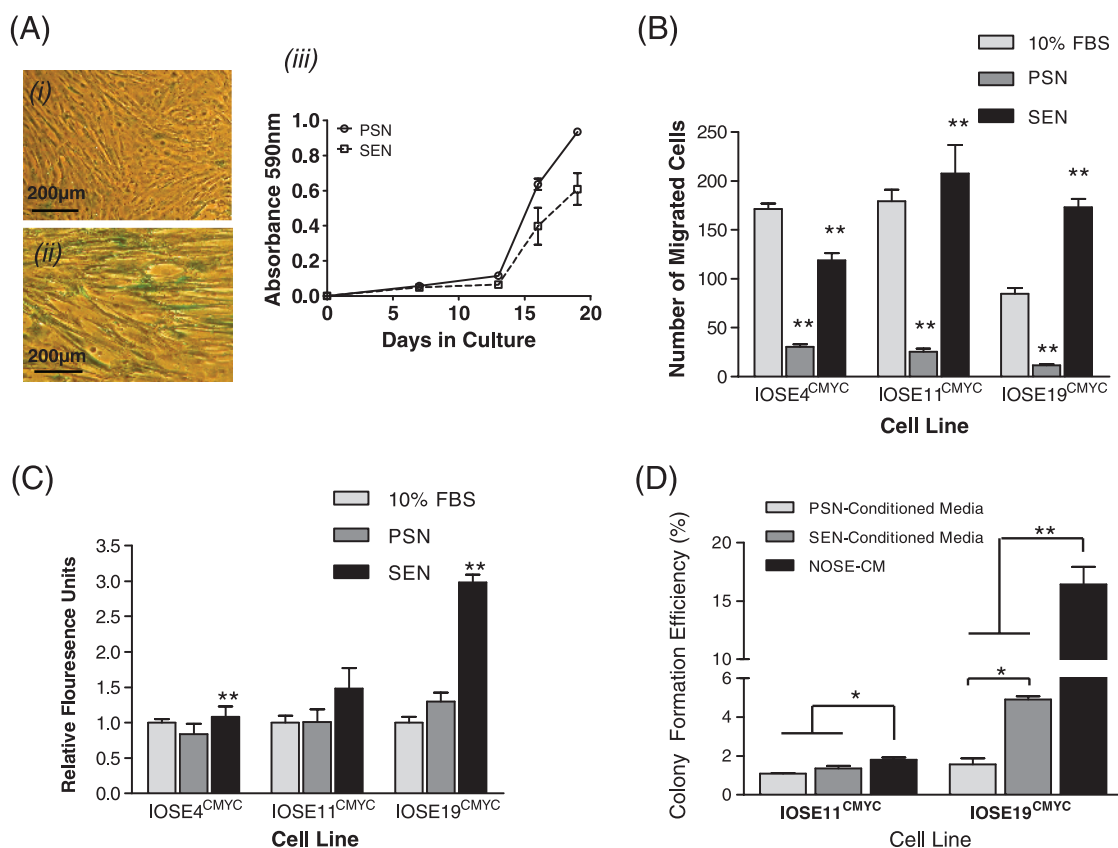 (A)
(i)
200µm
(ii)
200µm
(iii)
PSN
SEN
Absorbance 590nm
1.0
0.8
0.6
0.4
0.2
0.0
0 5 10 15 20
Days in Culture
(B)
10% FBS
PSN
SEN
Number of Migrated Cells
250
200
150
100
50
0
** ** ** ** ** **
IOSE4CMYC IOSE11CMYC IOSE19CMYC
Cell Line
(C)
10% FBS
PSN
SEN
Relative Flouresence Units
3.5
3.0
2.5
2.0
1.5
1.0
0.5
0.0
** **
IOSE4CMYC IOSE11CMYC IOSE19CMYC
Cell Line
(D)
PSN-Conditioned Media
SEN-Conditioned Media
NOSE-CM
Colony Formation Efficiency (%)
20
16
10
6
4
2
0
* * **
IOSE11CMYC IOSE19CMYC
Cell Line